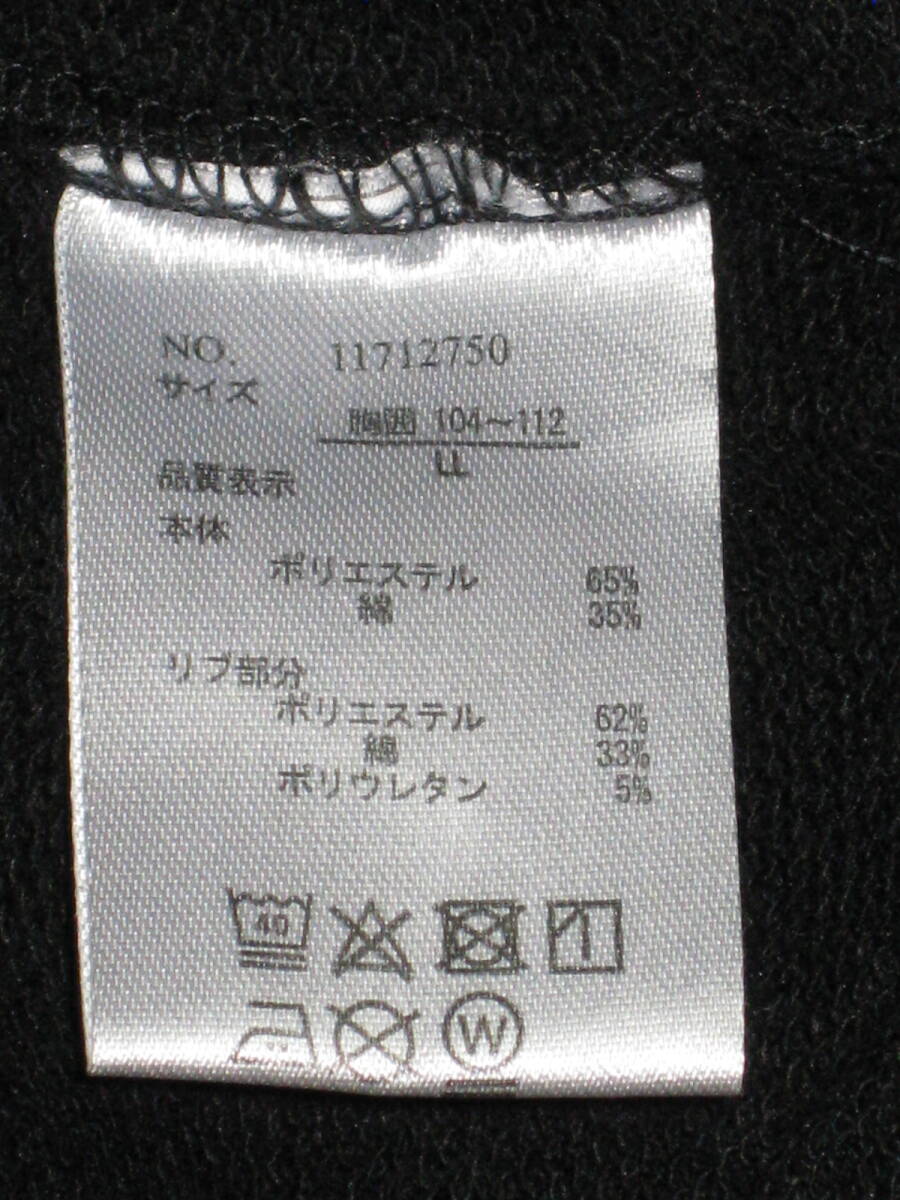 NO. 11712750
サイズ
胸囲 104～112
LL
品質表示
本体
ポリエステル 65%
綿 35%
リブ部分
ポリエステル 62%
綿 33%
ポリウレタン 5%
40
W